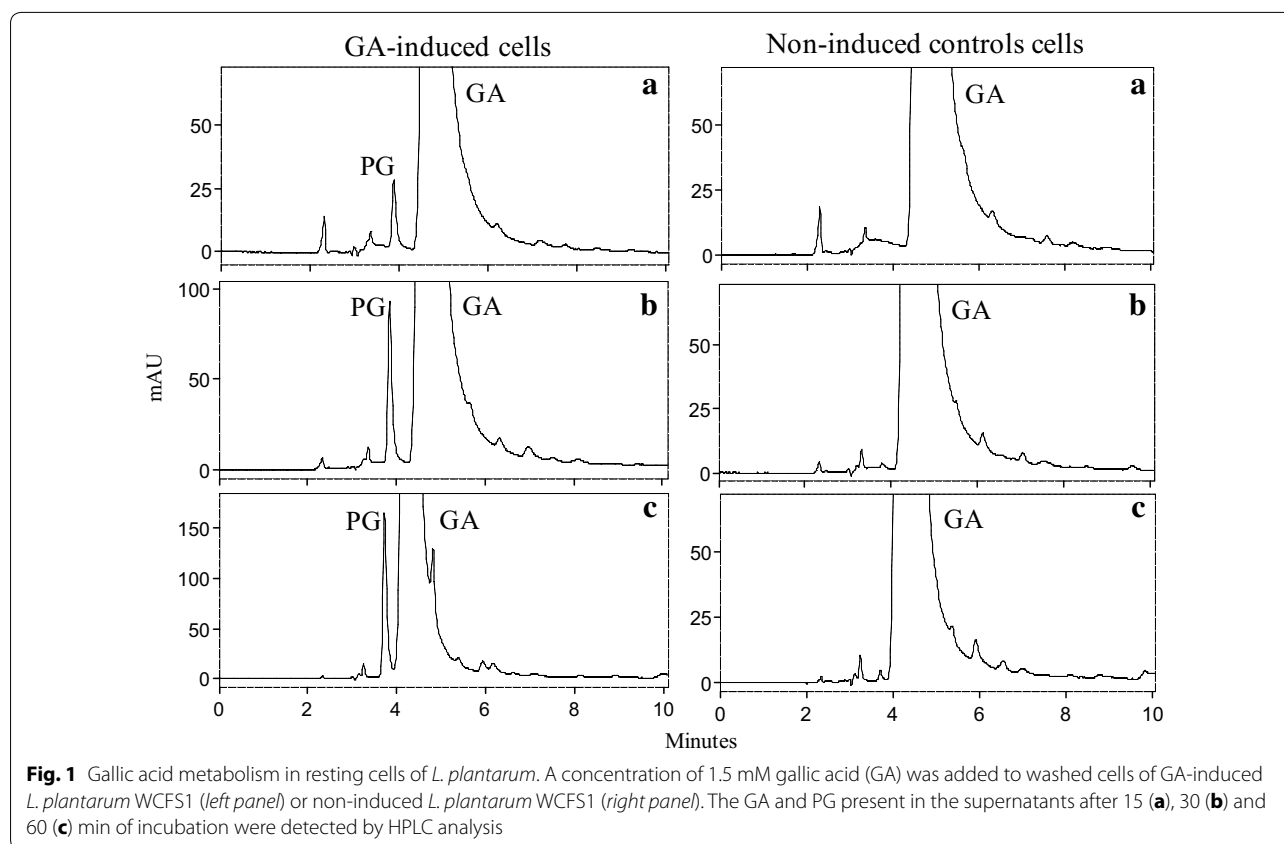 GA-induced cells
Non-induced controls cells
a
GA
PG
50
25
0
a
GA
50
25
0
b
PG
GA
100
50
0
b
GA
50
25
0
mAU
c
PG
GA
150
100
50
0
0 2 4 6 8 10
c
GA
50
25
0
0 2 4 6 8 10
Minutes
Fig. 1 Gallic acid metabolism in resting cells of L. plantarum. A concentration of 1.5 mM gallic acid (GA) was added to washed cells of GA-induced
L. plantarum WCFS1 (left panel) or non-induced L. plantarum WCFS1 (right panel). The GA and PG present in the supernatants after 15 (a), 30 (b) and
60 (c) min of incubation were detected by HPLC analysis